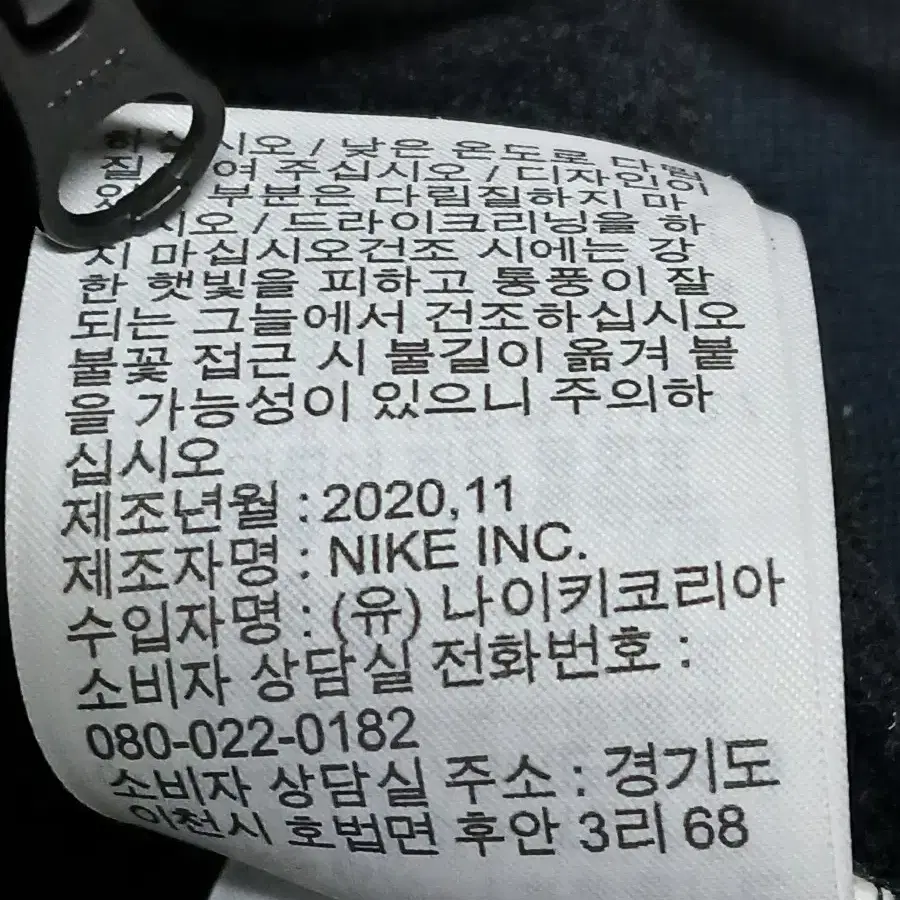 시오 / 낮은 온도로 다림
질 여 주십시오 / 디자인이
있 부분은 다림질하지 마
시오 / 드라이크리닝을 하
지 마십시오건조 시에는 강
한 햇빛을 피하고 통풍이 잘
되는 그늘에서 건조하십시오
불꽃 접근 시 불길이 옮겨 붙
을 가능성이 있으니 주의하
십시오
제조년월 : 2020,11
제조자명 : NIKE INC.
수입자명 : (유) 나이키코리아
소비자 상담실 전화번호 :
080-022-0182
소비자 상담실 주소 : 경기도
이천시 호법면 후안 3리 68